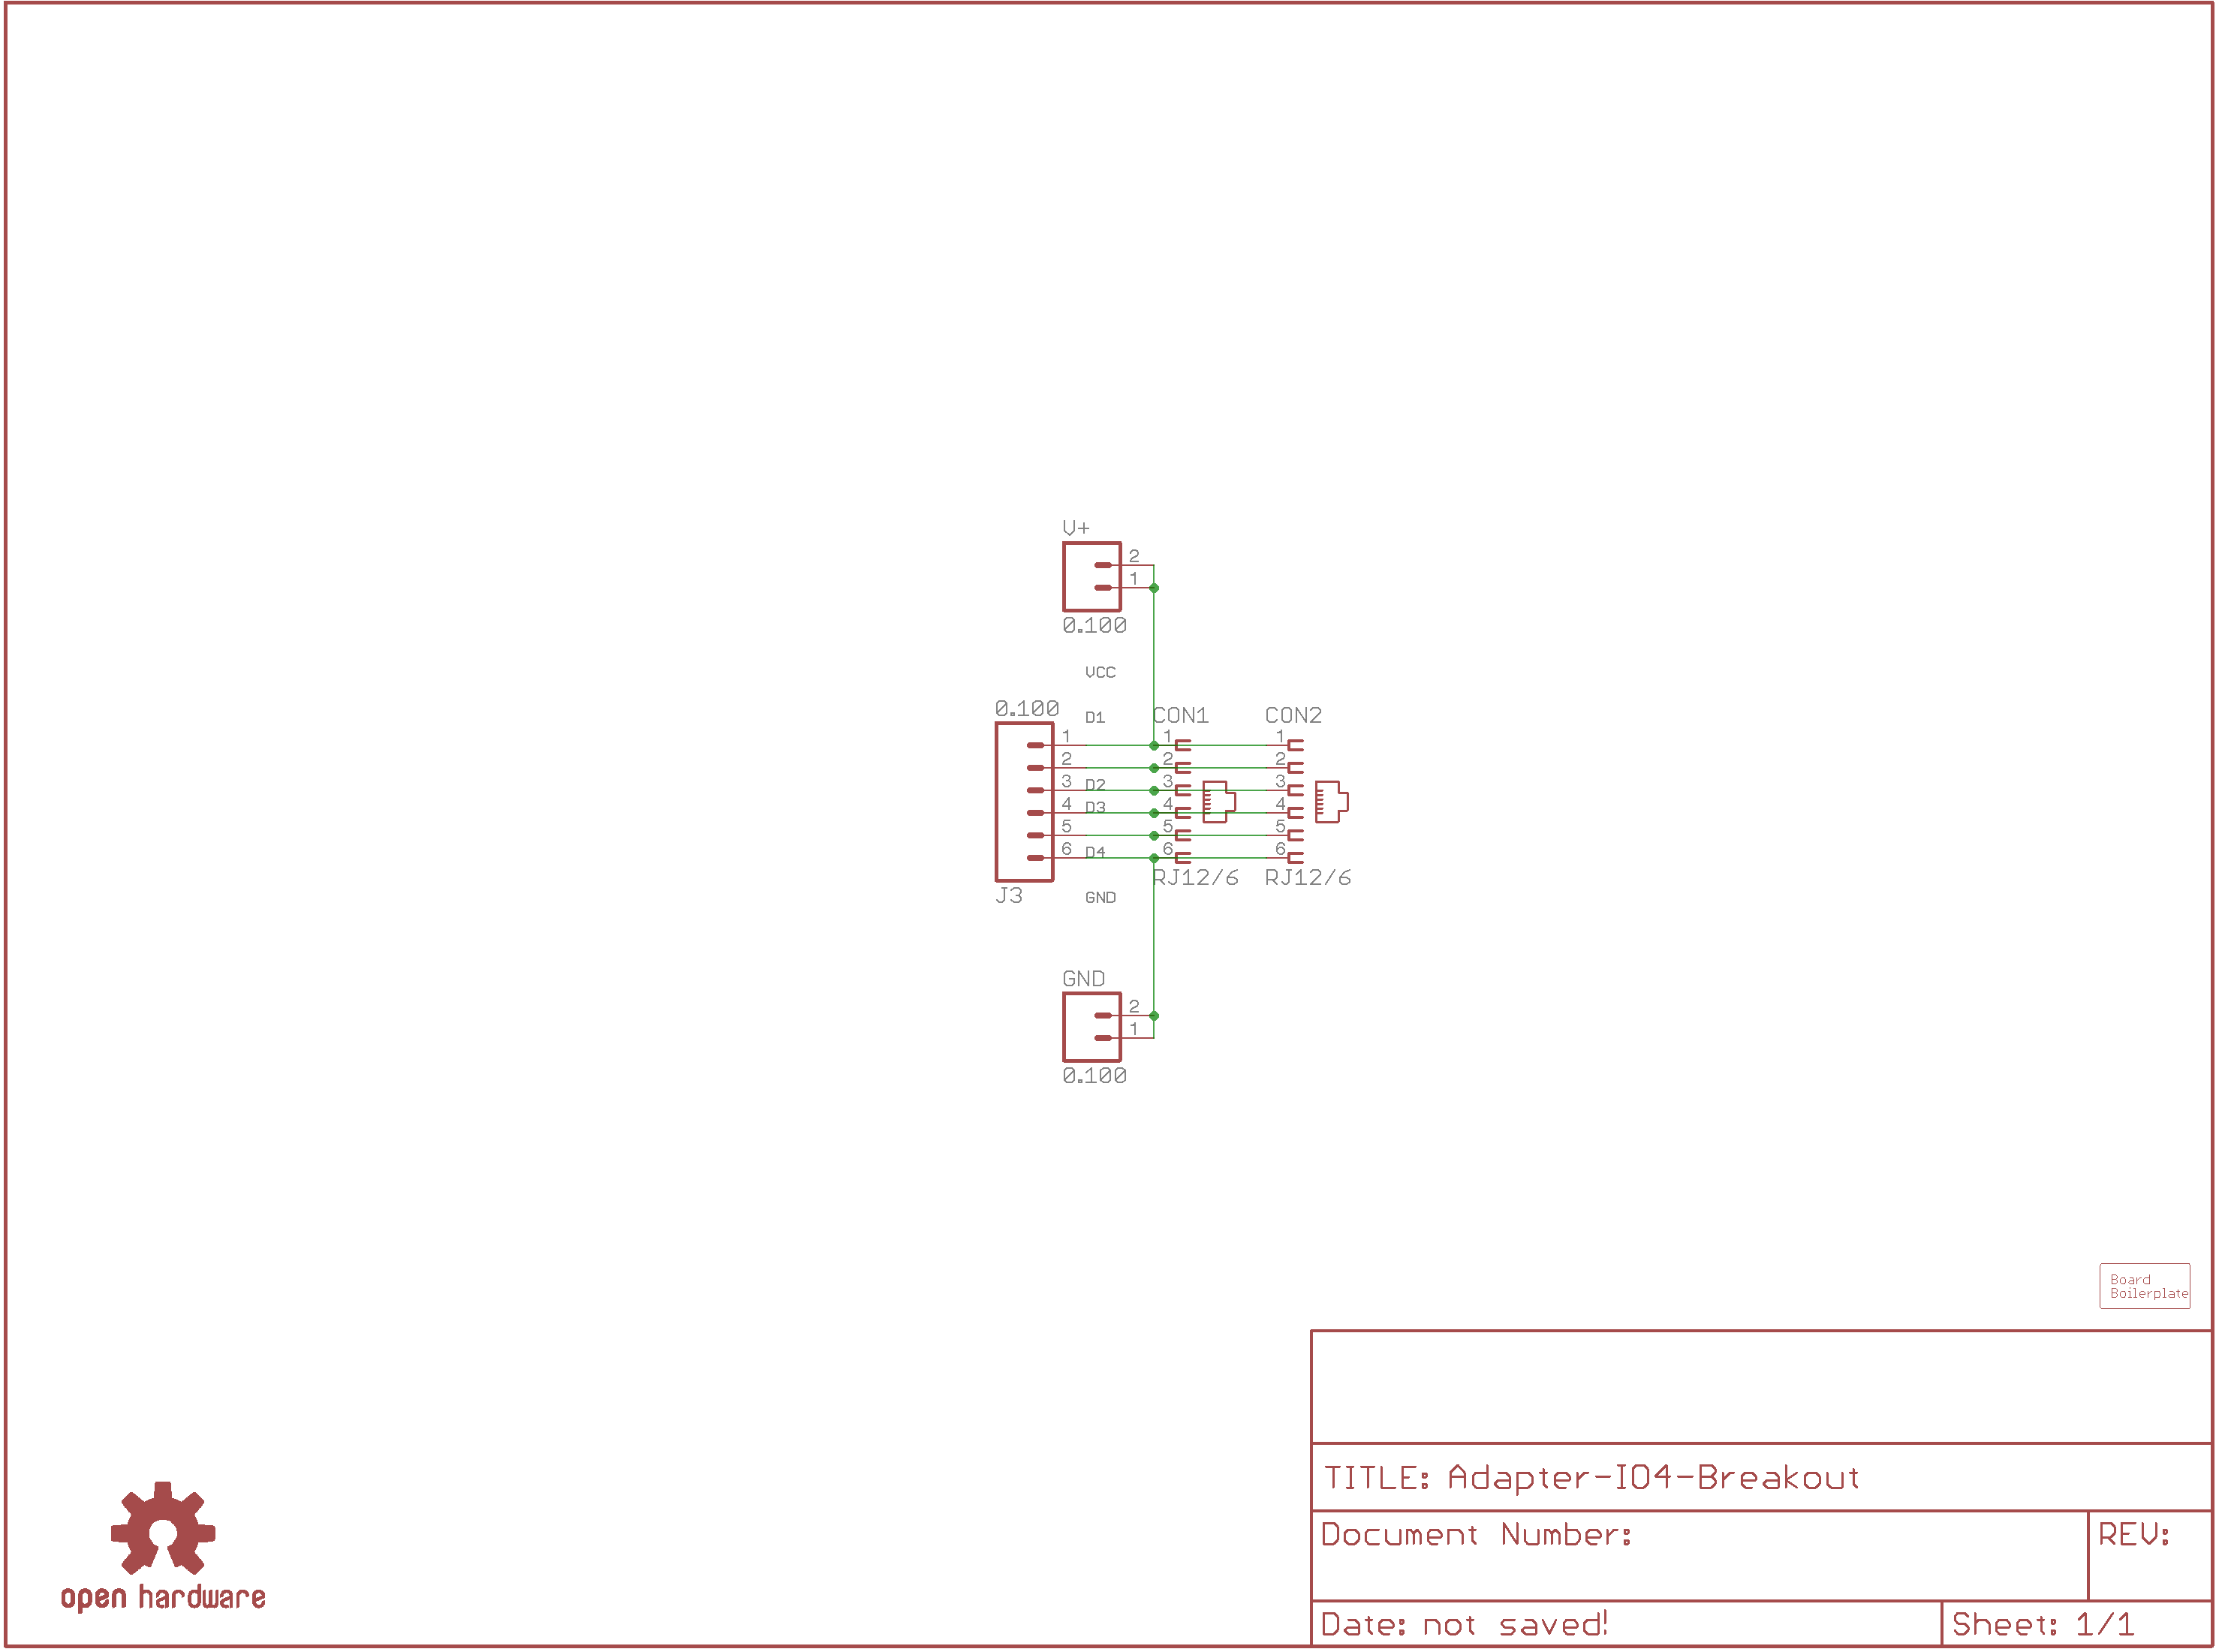 V+
2
1
0.100
VCC
0.100
D1
CON1
CON2
1
1
1
2
2
2
3
D2
3
3
4
D3
4
4
5
5
5
6
D4
6
6
RJ12/6
RJ12/6
J3
GND
GND
2
1
0.100
Board
Boilerplate
TITLE: Adapter-IO4-Breakout
Document Number:
REV:
Date: not saved!
Sheet: 1/1
open hardware